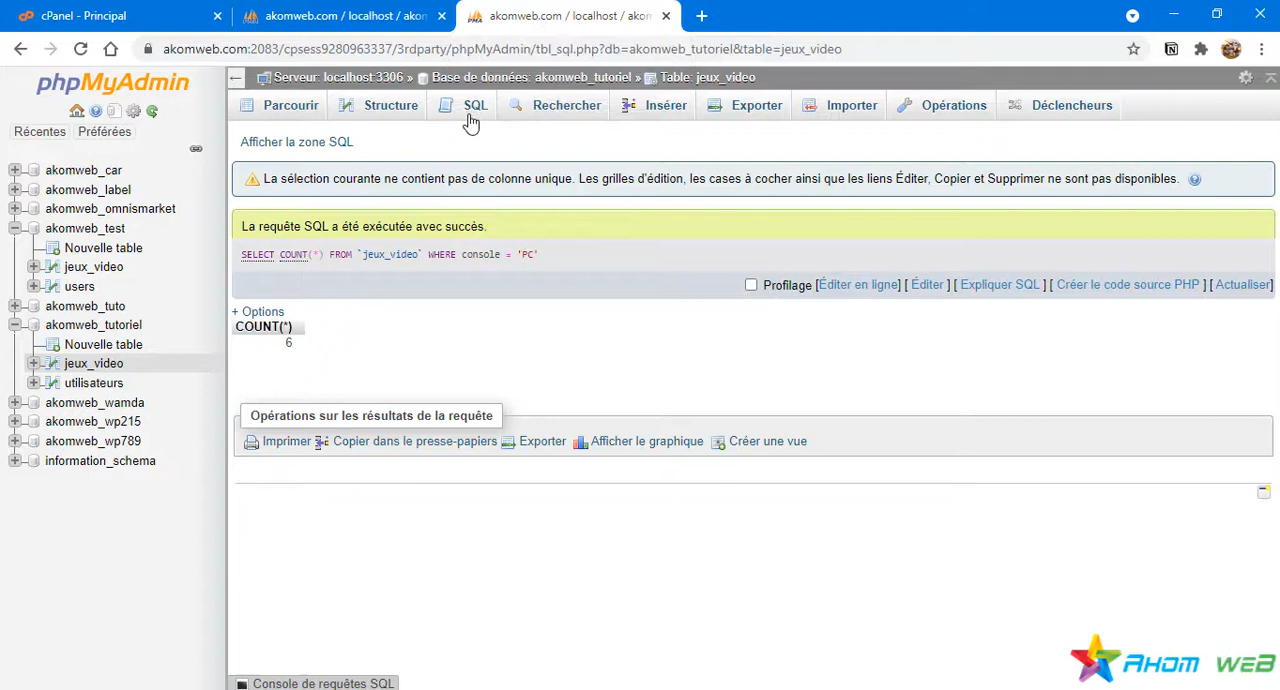 cPanel - Principal
akomweb.com / localhost / akon
akomweb.com / localhost / akom
akomweb.com:2083/cpsess9280963337/3rdparty/phpMyAdmin/tbl_sql.php?db=akomweb_tutoriel&table=jeux_video
phpMyAdmin
Récentes Préférées
akomweb_car
akomweb_label
akomweb_omnismarket
akomweb_test
Nouvelle table
jeux_video
users
akomweb_tuto
akomweb_tutoriel
Nouvelle table
jeux_video
utilisateurs
akomweb_wamda
akomweb_wp215
akomweb_wp789
information_schema
Serveur: localhost:3306 » Base de données: akomweb_tutoriel » Table: jeux_video
Parcourir Structure SQL Rechercher Insérer Exporter Importer Opérations Déclencheurs
Afficher la zone SQL
La sélection courante ne contient pas de colonne unique. Les grilles d'édition, les cases à cocher ainsi que les liens Éditer, Copier et Supprimer ne sont pas disponibles.
La requête SQL a été exécutée avec succès.
SELECT COUNT(*) FROM `jeux_video` WHERE console = 'PC'
Profilage [Éditer en ligne] [ Éditer ] [ Expliquer SQL ] [ Créer le code source PHP ] [ Actualiser]
+ Options
COUNT(*)
6
Opérations sur les résultats de la requête
Imprimer Copier dans le presse-papiers Exporter Afficher le graphique Créer une vue
Console de requêtes SQL
AKOM WEB